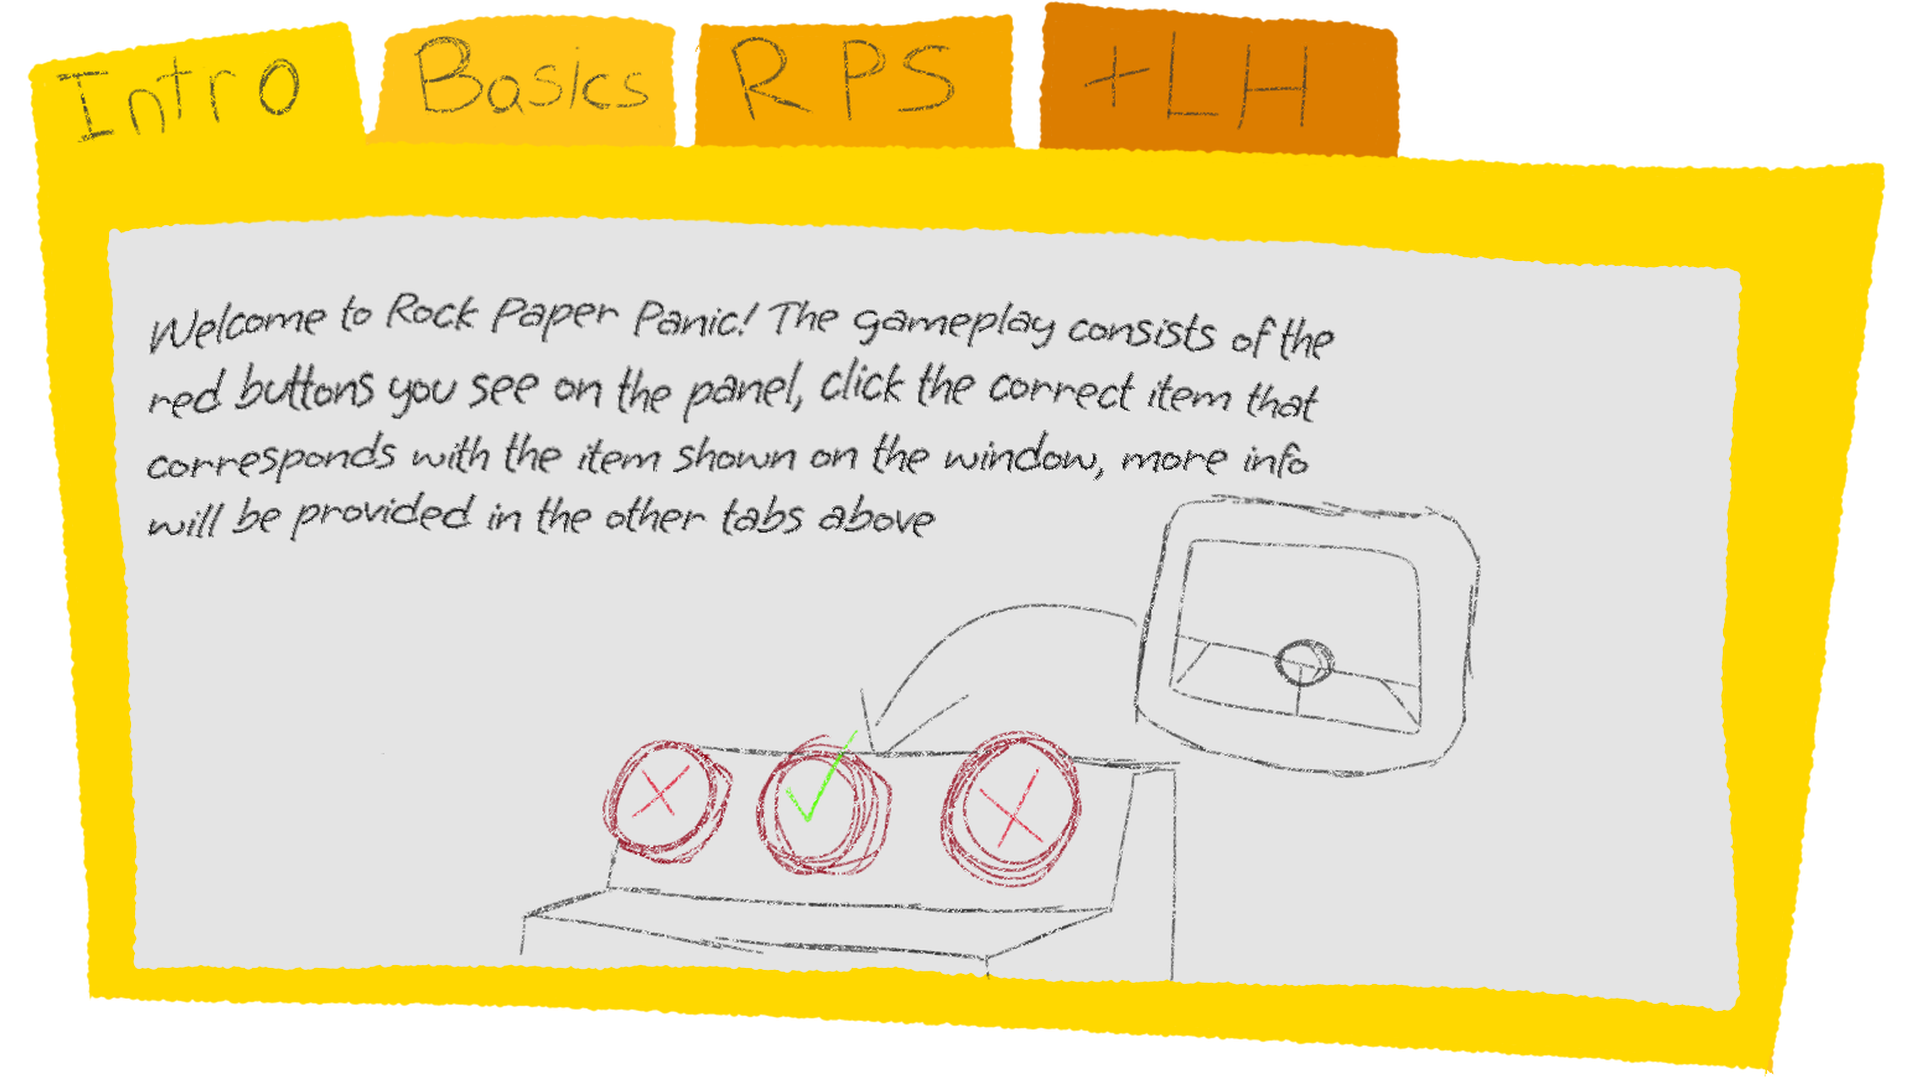 Intro Basics RPS +LH
Welcome to Rock Paper Panic! The gameplay consists of the
red buttons you see on the panel, click the correct item that
corresponds with the item shown on the window, more info
will be provided in the other tabs above